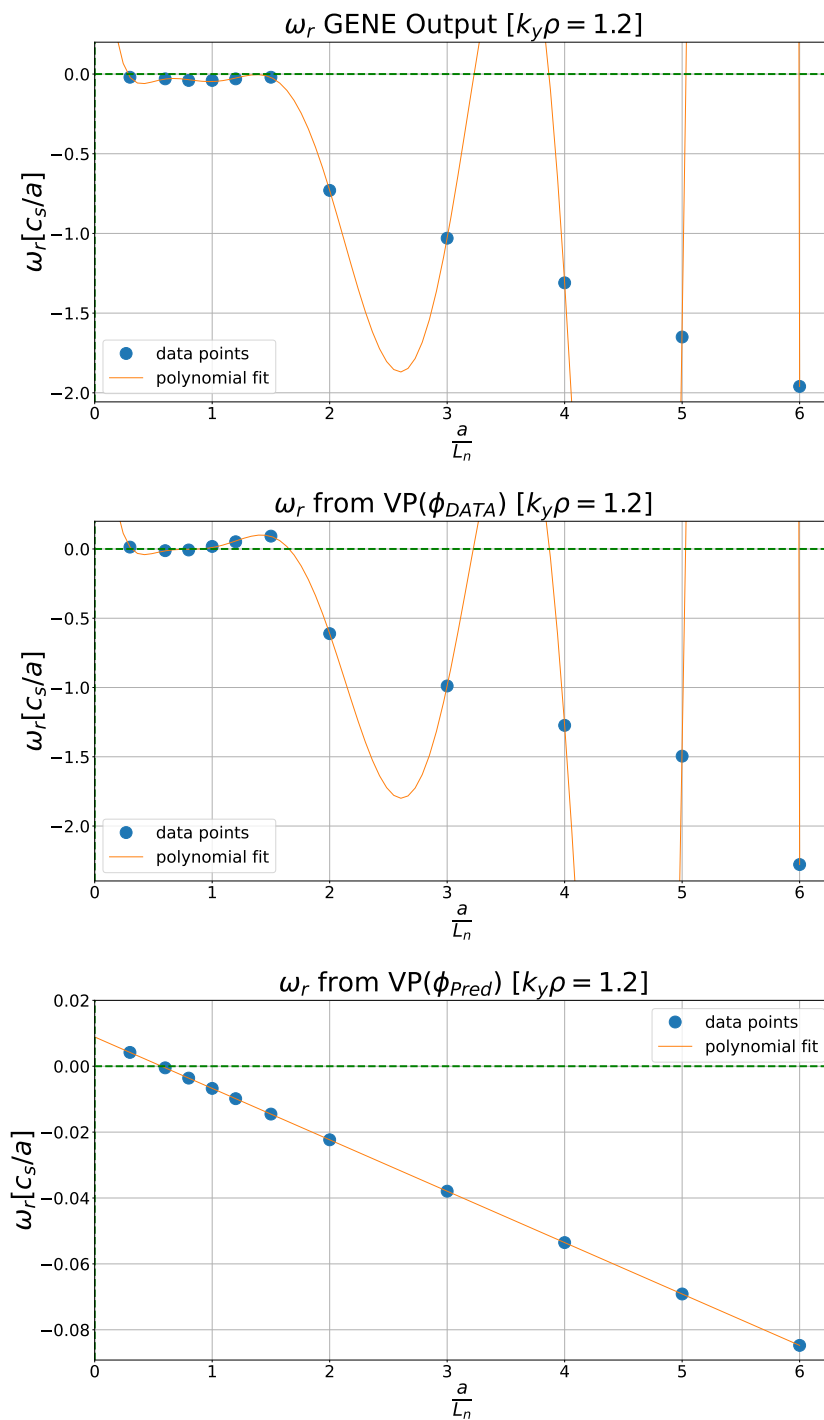 ω_r GENE Output [k_yρ = 1.2]
0.0
−0.5
−1.0
−1.5
−2.0
ω_r[c_s/a]
data points
polynomial fit
0 1 2 3 4 5 6
a/L_n
ω_r from VP(ϕ_DATA) [k_yρ = 1.2]
0.0
−0.5
−1.0
−1.5
−2.0
ω_r[c_s/a]
data points
polynomial fit
0 1 2 3 4 5 6
a/L_n
ω_r from VP(ϕ_Pred) [k_yρ = 1.2]
0.02
0.00
−0.02
−0.04
−0.06
−0.08
ω_r[c_s/a]
data points
polynomial fit
0 1 2 3 4 5 6
a/L_n